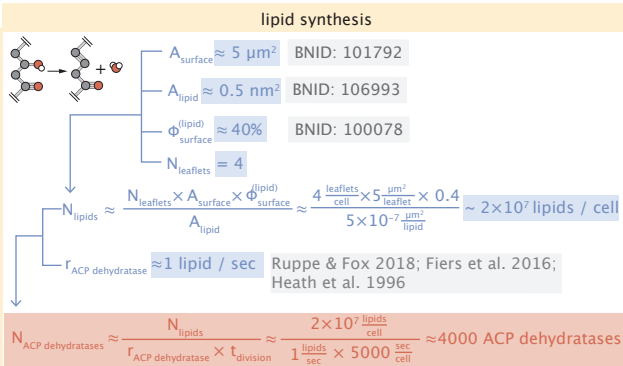 lipid synthesis
A_surface ≈ 5 µm² BNID: 101792
A_lipid ≈ 0.5 nm² BNID: 106993
Φ_surface^(lipid) ≈ 40% BNID: 100078
N_leaflets = 4
N_lipids ≈ (N_leaflets × A_surface × Φ_surface^(lipid)) / A_lipid ≈ (4 leaflets/cell × 5 µm²/leaflet × 0.4) / (5×10⁻⁷ µm²/lipid) ~ 2×10⁷ lipids / cell
r_ACP dehydratase ≈1 lipid / sec Ruppe & Fox 2018; Fiers et al. 2016;
Heath et al. 1996
N_ACP dehydratases ≈ N_lipids / (r_ACP dehydratase × t_division) ≈ (2×10⁷ lipids/cell) / (1 lipids/sec × 5000 sec/cell) ≈4000 ACP dehydratases